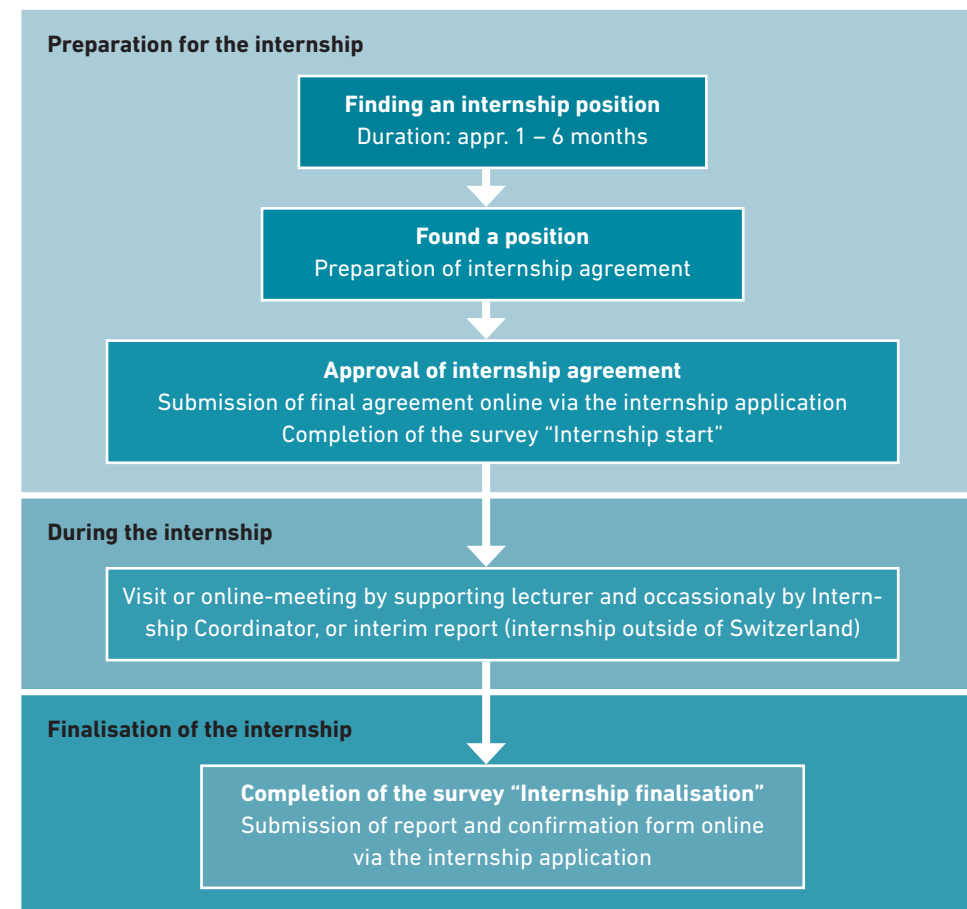 Preparation for the internship
Finding an internship position
Duration: appr. 1 – 6 months
Found a position
Preparation of internship agreement
Approval of internship agreement
Submission of final agreement online via the internship application
Completion of the survey “Internship start”
During the internship
Visit or online-meeting by supporting lecturer and occassionaly by Intern-
ship Coordinator, or interim report (internship outside of Switzerland)
Finalisation of the internship
Completion of the survey “Internship finalisation”
Submission of report and confirmation form online
via the internship application